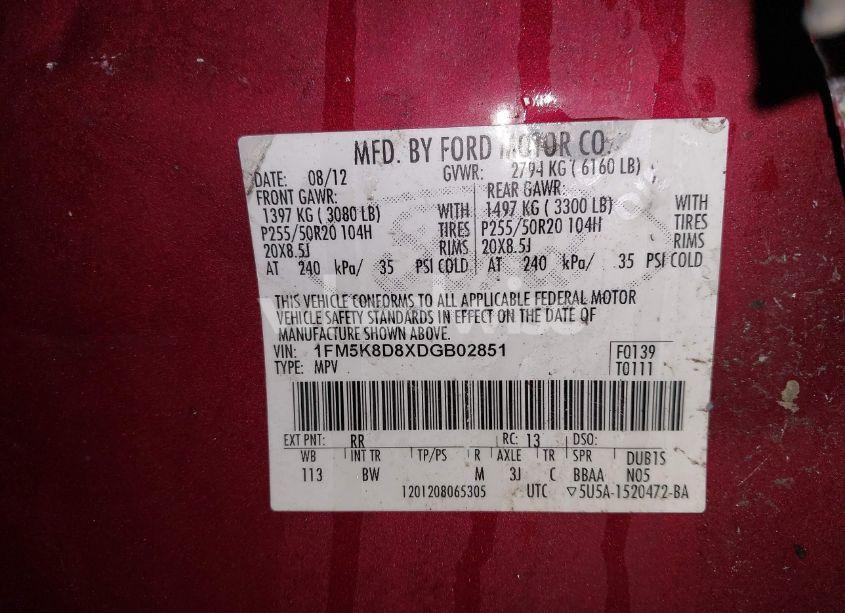 MFD. BY FORD MOTOR CO.
DATE: 08/12 GVWR: 2794 KG ( 6160 LB)
FRONT GAWR: REAR GAWR:
1397 KG ( 3080 LB) WITH 1497 KG ( 3300 LB) WITH
P255/50R20 104H TIRES P255/50R20 104H TIRES
20X8.5J RIMS 20X8.5J RIMS
AT 240 kPa/ 35 PSI COLD AT 240 kPa/ 35 PSI COLD
THIS VEHICLE CONFORMS TO ALL APPLICABLE FEDERAL MOTOR
VEHICLE SAFETY STANDARDS IN EFFECT ON THE DATE OF
MANUFACTURE SHOWN ABOVE.
VIN: 1FM5K8D8XDGB02851 F0139
TYPE: MPV T0111
EXT PNT: RR RC: 13 DSO:
WB INT TR TP/PS R AXLE TR SPR DUB1S
113 BW M 3J C BBAA N05
1201208065305 UTC ▽5U5A-1520472-BA